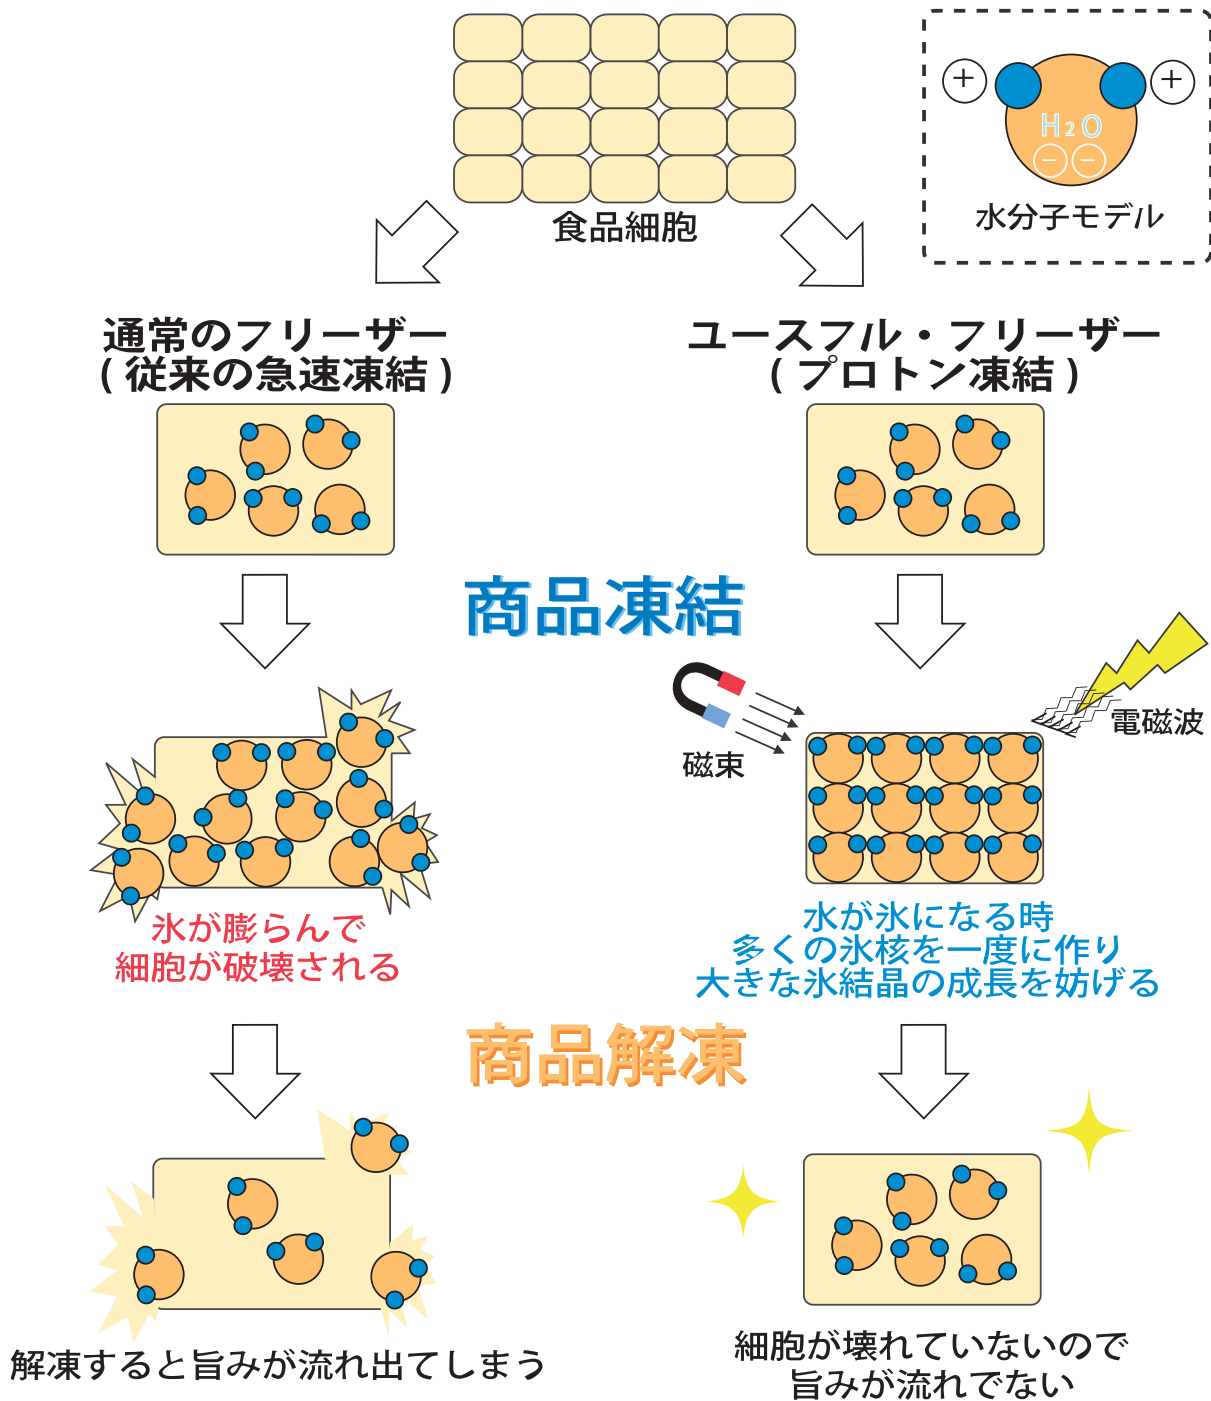 食品細胞
+
+
H2O
− −
水分子モデル
通常のフリーザー
(従来の急速凍結)
ユースフル・フリーザー
(プロトン凍結)
商品凍結
磁束
電磁波
氷が膨らんで
細胞が破壊される
水が氷になる時
多くの氷核を一度に作り
大きな氷結晶の成長を妨げる
商品解凍
解凍すると旨みが流れ出てしまう
細胞が壊れていないので
旨みが流れでない